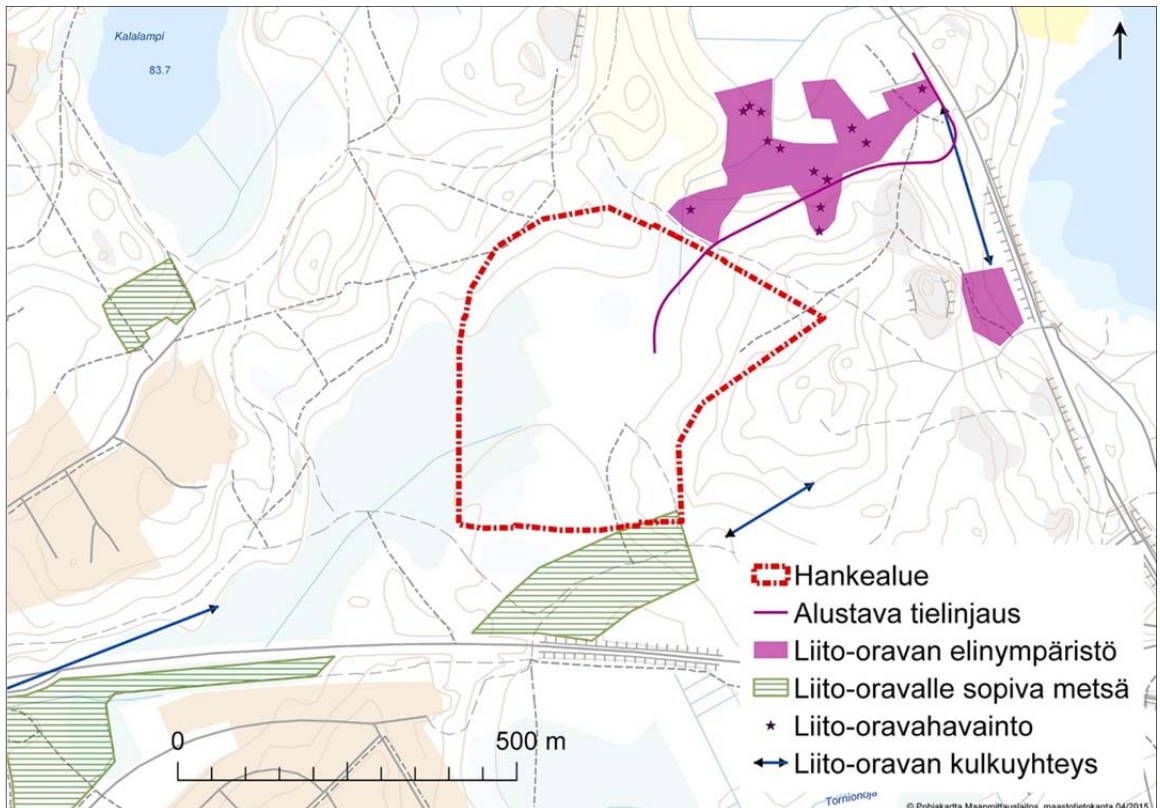 Kalalampi
83.7
Hankealue
Alustava tielinjaus
Liito-oravan elinympäristö
Liito-oravalle sopiva metsä
Liito-oravahavainto
Liito-oravan kulkuyhteys
0 500 m
Tornionoja
© Pohjakartta Maanmittauslaitos, maastotietokanta 04/2015